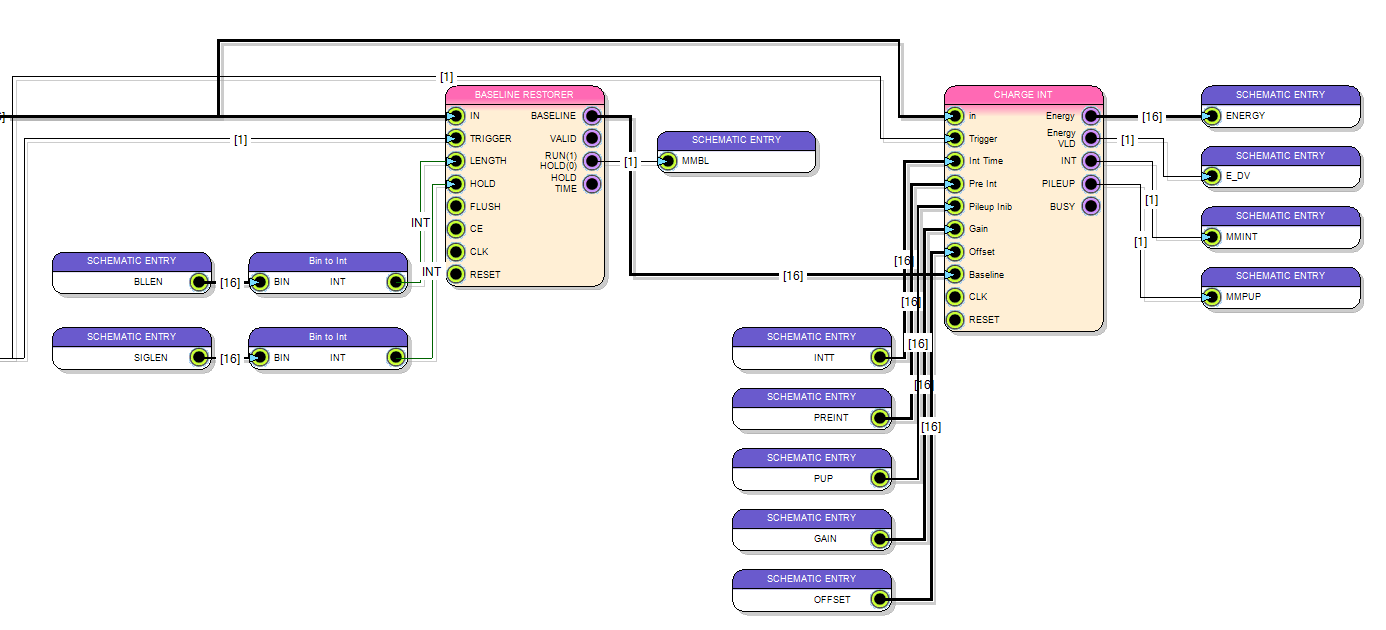 [1]
BASELINE RESTORER
IN
BASELINE
TRIGGER
VALID
LENGTH
RUN(1)
HOLD(0)
HOLD
HOLD
TIME
FLUSH
CE
CLK
RESET
[1]
INT
INT
SCHEMATIC ENTRY
BLLEN
[16]
Bin to Int
BIN
INT
SCHEMATIC ENTRY
SIGLEN
[16]
Bin to Int
BIN
INT
[1]
SCHEMATIC ENTRY
MMBL
[16]
CHARGE INT
in
Energy
Trigger
Energy
VLD
Int Time
INT
Pre Int
PILEUP
Pileup Inib
BUSY
Gain
Offset
Baseline
CLK
RESET
[16]
[16]
[16]
[16]
[16]
SCHEMATIC ENTRY
INTT
SCHEMATIC ENTRY
PREINT
SCHEMATIC ENTRY
PUP
SCHEMATIC ENTRY
GAIN
SCHEMATIC ENTRY
OFFSET
[16]
[1]
[1]
[1]
SCHEMATIC ENTRY
ENERGY
SCHEMATIC ENTRY
E_DV
SCHEMATIC ENTRY
MMINT
SCHEMATIC ENTRY
MMPUP